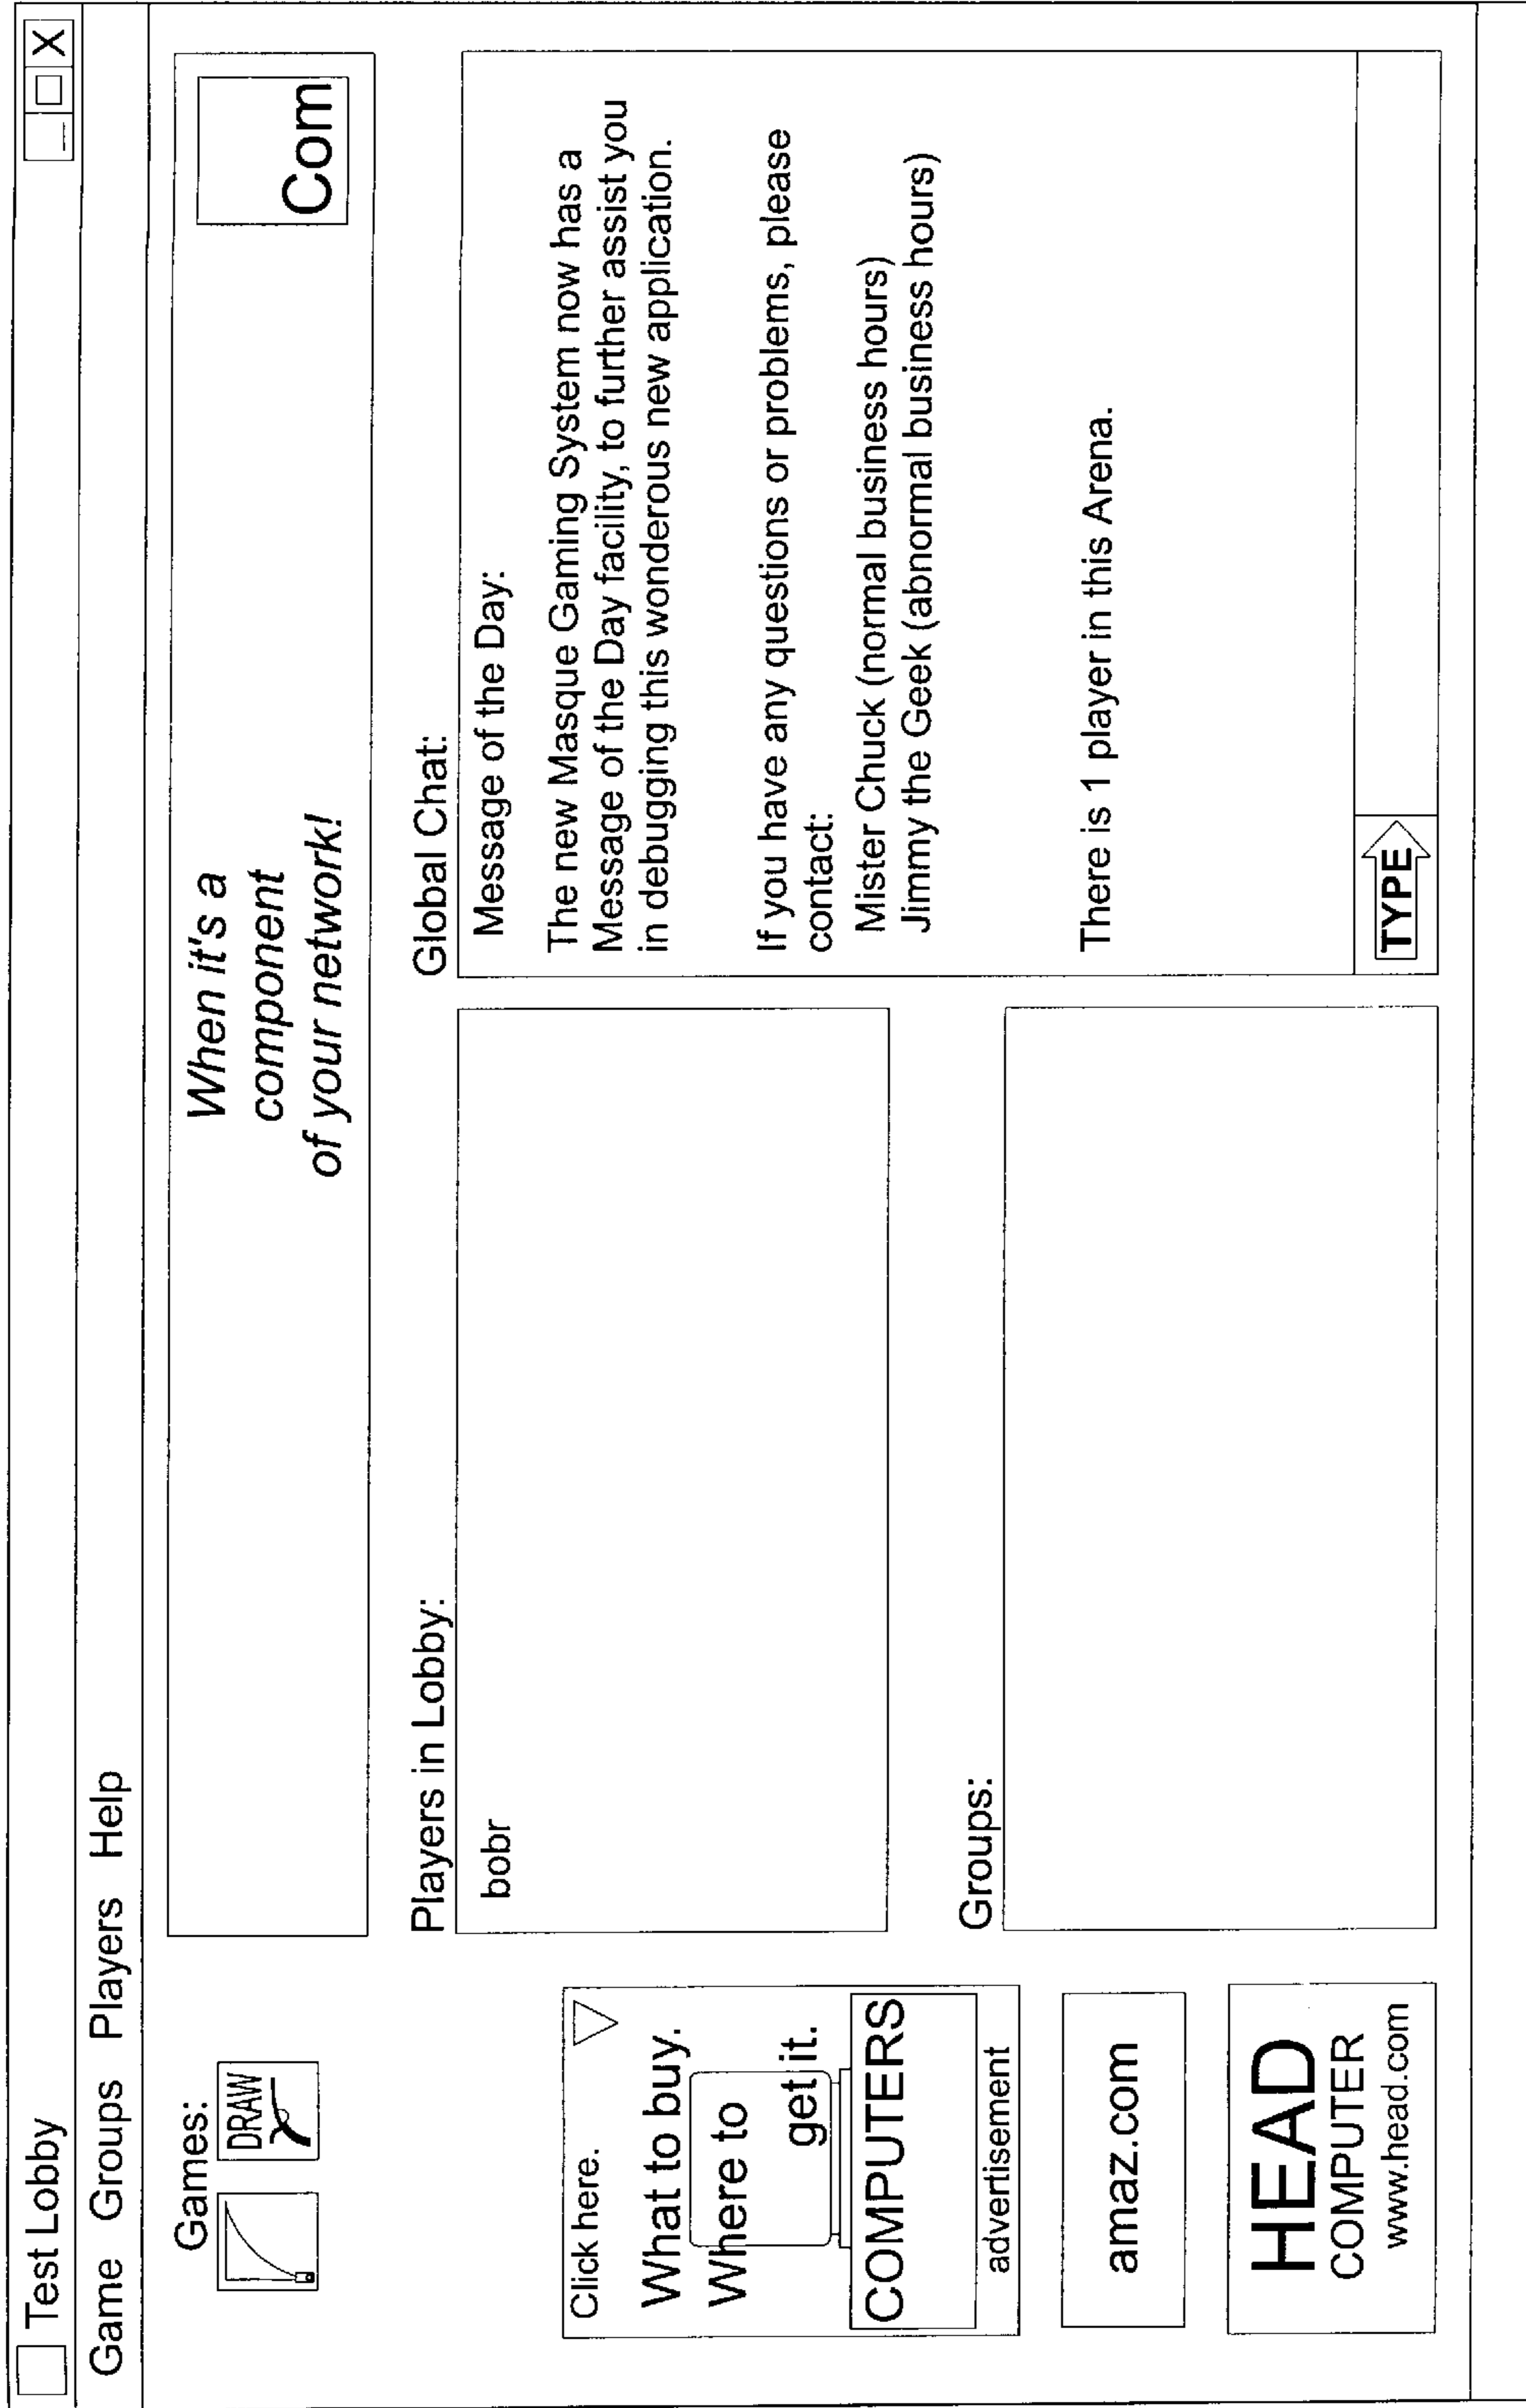 Test Lobby
Game Groups Players Help
Games:
DRAW
When it's a
component
of your network!
Com
Click here.
What to buy.
Where to
get it.
COMPUTERS
advertisement
amaz.com
HEAD
COMPUTER
www.head.com
Players in Lobby:
bobr
Groups:
Global Chat:
Message of the Day:
The new Masque Gaming System now has a
Message of the Day facility, to further assist you
in debugging this wonderous new application.
If you have any questions or problems, please
contact:
Mister Chuck (normal business hours)
Jimmy the Geek (abnormal business hours)
There is 1 player in this Arena.
TYPE